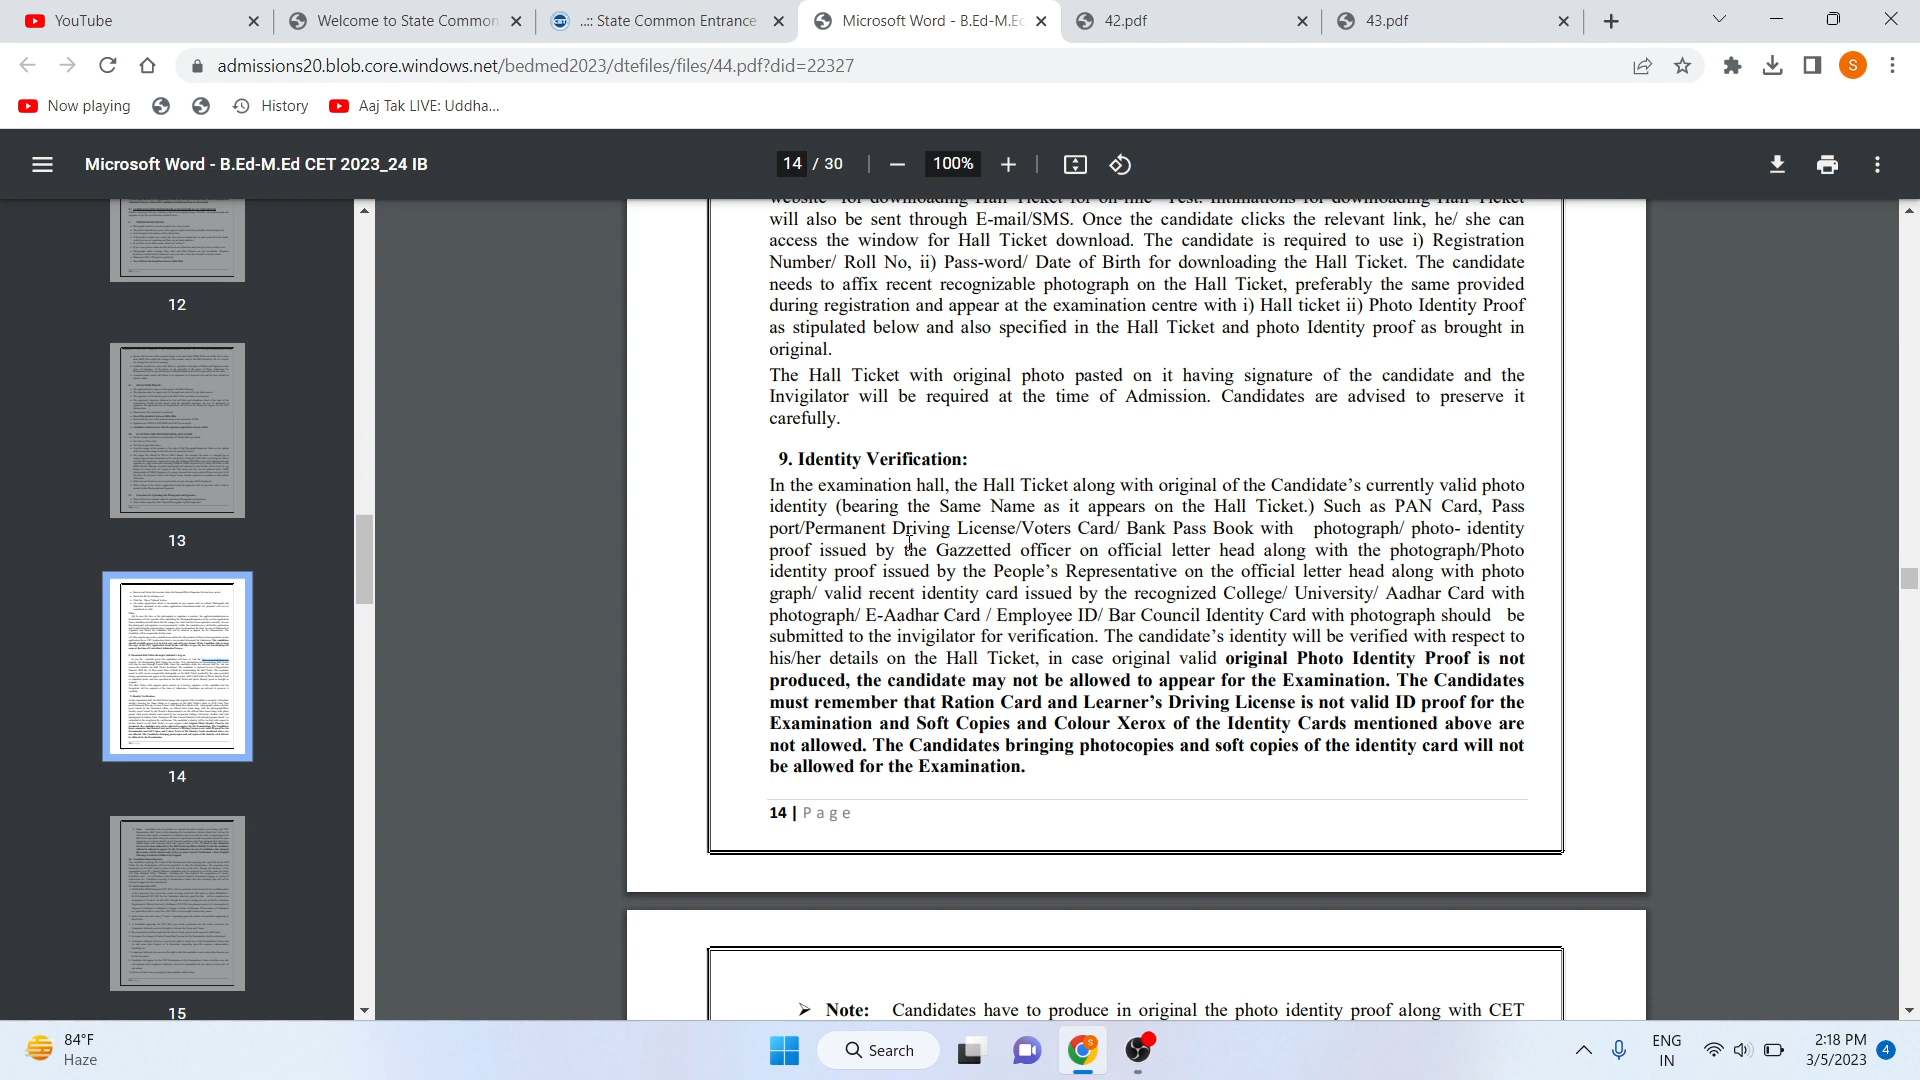 YouTube
Welcome to State Common
..:: State Common Entrance
Microsoft Word - B.Ed-M.Ec
42.pdf
43.pdf
admissions20.blob.core.windows.net/bedmed2023/dtefiles/files/44.pdf?did=22327
S
Now playing
History
Aaj Tak LIVE: Uddha...
Microsoft Word - B.Ed-M.Ed CET 2023_24 IB
14 / 30
100%
12
13
14
15
website for downloading Hall Ticket for on-line Test. Intimations for downloading Hall Ticket
will also be sent through E-mail/SMS. Once the candidate clicks the relevant link, he/ she can
access the window for Hall Ticket download. The candidate is required to use i) Registration
Number/ Roll No, ii) Pass-word/ Date of Birth for downloading the Hall Ticket. The candidate
needs to affix recent recognizable photograph on the Hall Ticket, preferably the same provided
during registration and appear at the examination centre with i) Hall ticket ii) Photo Identity Proof
as stipulated below and also specified in the Hall Ticket and photo Identity proof as brought in
original.
The Hall Ticket with original photo pasted on it having signature of the candidate and the
Invigilator will be required at the time of Admission. Candidates are advised to preserve it
carefully.
9. Identity Verification:
In the examination hall, the Hall Ticket along with original of the Candidate's currently valid photo
identity (bearing the Same Name as it appears on the Hall Ticket.) Such as PAN Card, Pass
port/Permanent Driving License/Voters Card/ Bank Pass Book with photograph/ photo- identity
proof issued by the Gazzetted officer on official letter head along with the photograph/Photo
identity proof issued by the People's Representative on the official letter head along with photo
graph/ valid recent identity card issued by the recognized College/ University/ Aadhar Card with
photograph/ E-Aadhar Card / Employee ID/ Bar Council Identity Card with photograph should be
submitted to the invigilator for verification. The candidate's identity will be verified with respect to
his/her details on the Hall Ticket, in case original valid original Photo Identity Proof is not
produced, the candidate may not be allowed to appear for the Examination. The Candidates
must remember that Ration Card and Learner's Driving License is not valid ID proof for the
Examination and Soft Copies and Colour Xerox of the Identity Cards mentioned above are
not allowed. The Candidates bringing photocopies and soft copies of the identity card will not
be allowed for the Examination.
14 | Page
➢ Note: Candidates have to produce in original the photo identity proof along with CET
84°F
Haze
Search
ENG
IN
2:18 PM
3/5/2023
4